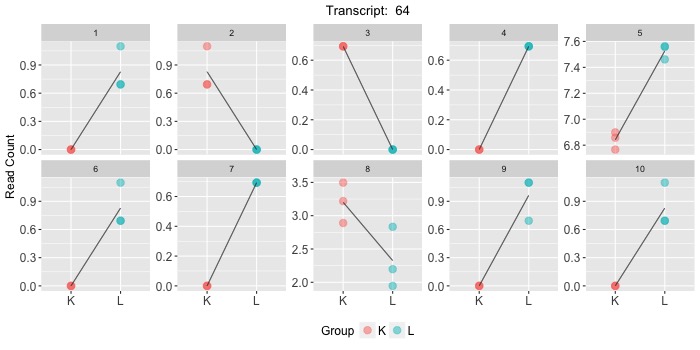 Transcript: 64
Read Count
1 2 3 4 5
0.9 0.6 0.3 0.0
0.9 0.6 0.3 0.0
0.6 0.4 0.2 0.0
0.6 0.4 0.2 0.0
7.6 7.4 7.2 7.0 6.8
6 7 8 9 10
0.9 0.6 0.3 0.0
0.6 0.4 0.2 0.0
3.5 3.0 2.5 2.0
0.9 0.6 0.3 0.0
0.9 0.6 0.3 0.0
K L K L K L K L K L
Group K L